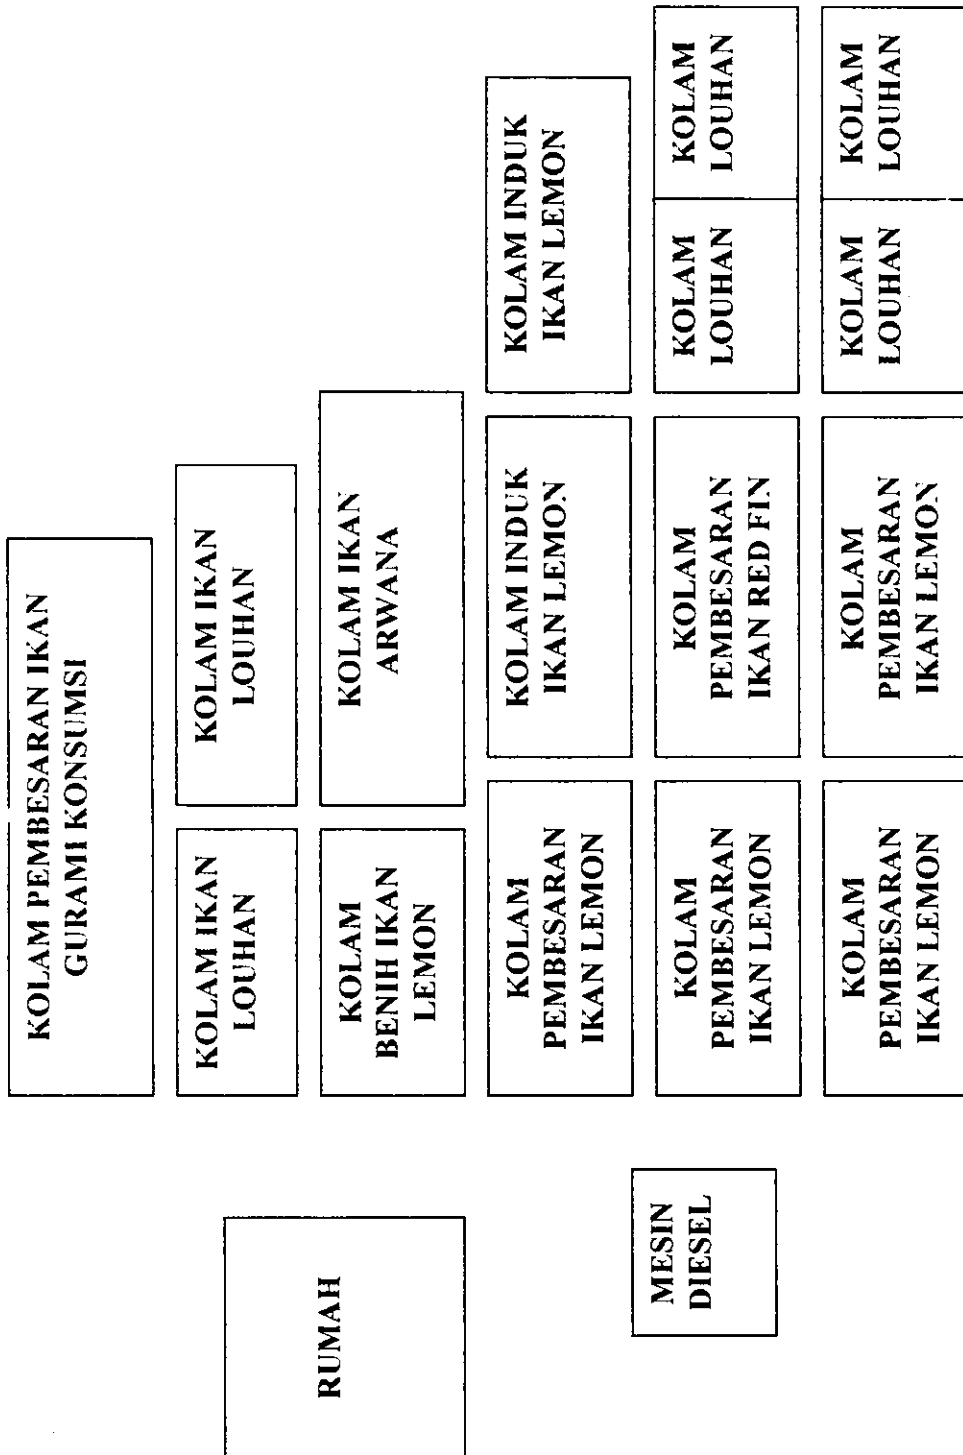 KOLAM PEMBESARAN IKAN
GURAMI KONSUMSI
KOLAM IKAN
LOUHAN
KOLAM IKAN
LOUHAN
KOLAM
BENIH IKAN
LEMON
KOLAM IKAN
ARWANA
KOLAM
PEMBESARAN
IKAN LEMON
KOLAM INDUK
IKAN LEMON
KOLAM INDUK
IKAN LEMON
KOLAM
PEMBESARAN
IKAN LEMON
KOLAM
PEMBESARAN
IKAN RED FIN
KOLAM
LOUHAN
KOLAM
LOUHAN
KOLAM
PEMBESARAN
IKAN LEMON
KOLAM
PEMBESARAN
IKAN LEMON
KOLAM
LOUHAN
KOLAM
LOUHAN
RUMAH
MESIN
DIESEL